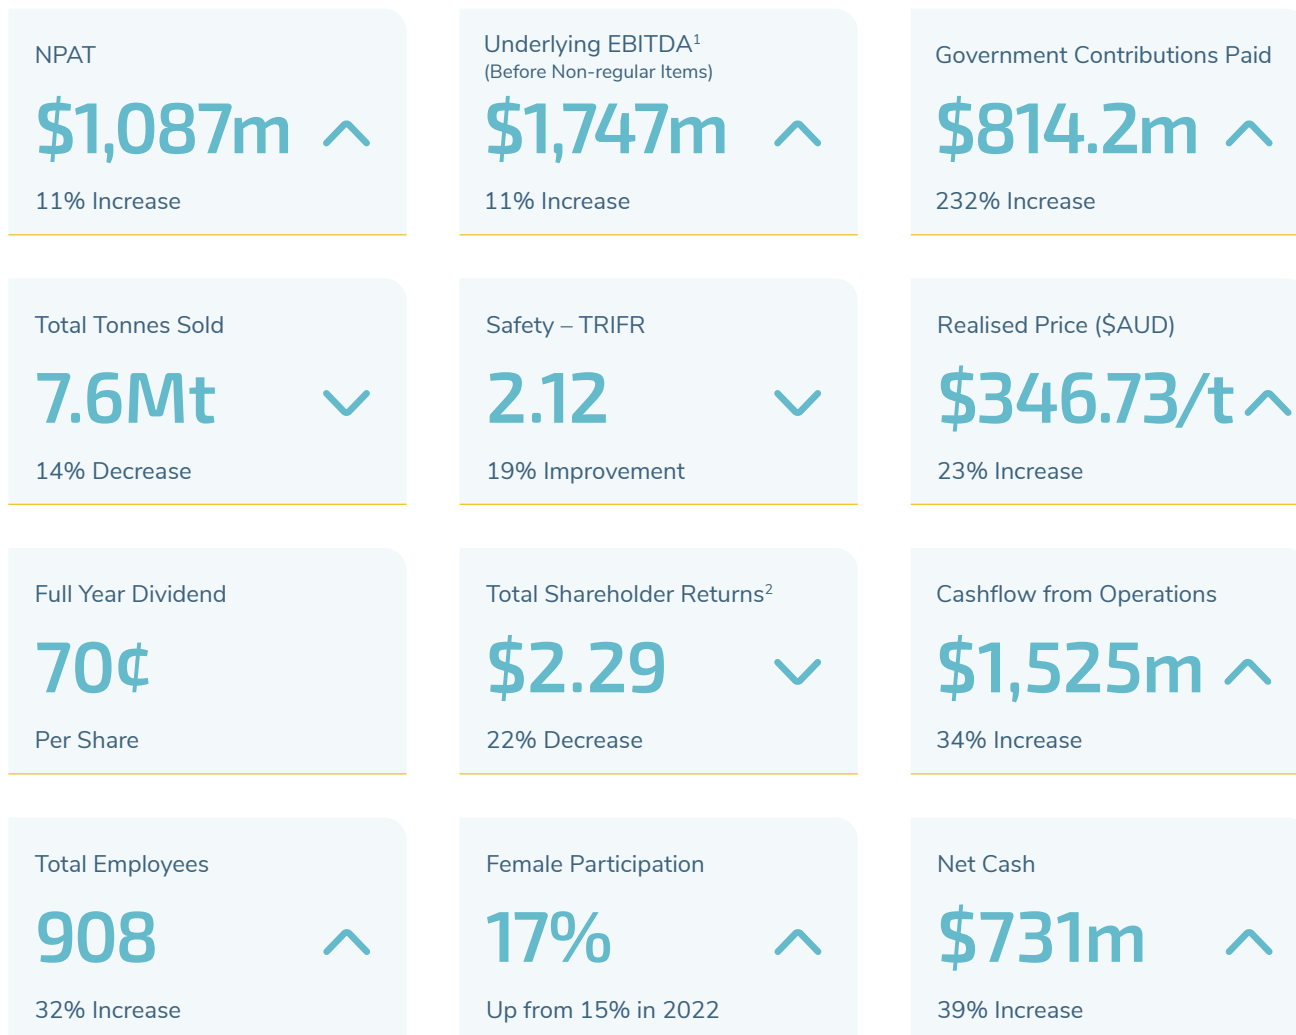 NPAT
$1,087m
11% Increase
Underlying EBITDA¹
(Before Non-regular Items)
$1,747m
11% Increase
Government Contributions Paid
$814.2m
232% Increase
Total Tonnes Sold
7.6Mt
14% Decrease
Safety – TRIFR
2.12
19% Improvement
Realised Price ($AUD)
$346.73/t
23% Increase
Full Year Dividend
70¢
Per Share
Total Shareholder Returns²
$2.29
22% Decrease
Cashflow from Operations
$1,525m
34% Increase
Total Employees
908
32% Increase
Female Participation
17%
Up from 15% in 2022
Net Cash
$731m
39% Increase